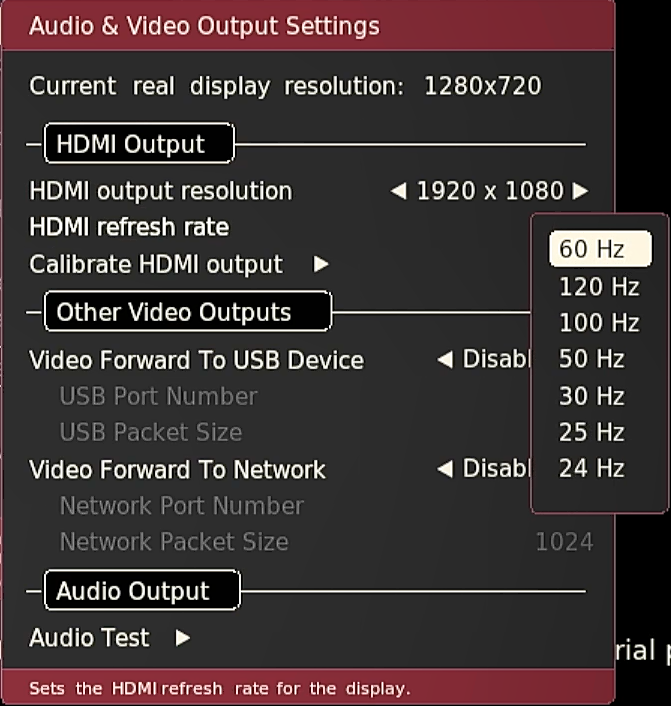 Audio & Video Output Settings
Current real display resolution: 1280x720
HDMI Output
HDMI output resolution ◀ 1920 x 1080 ▶
HDMI refresh rate
Calibrate HDMI output ▶
Other Video Outputs
Video Forward To USB Device ◀ Disabl
USB Port Number
USB Packet Size
Video Forward To Network ◀ Disabl
Network Port Number
Network Packet Size 1024
Audio Output
Audio Test ▶
Sets the HDMI refresh rate for the display.
60 Hz
120 Hz
100 Hz
50 Hz
30 Hz
25 Hz
24 Hz
rial p